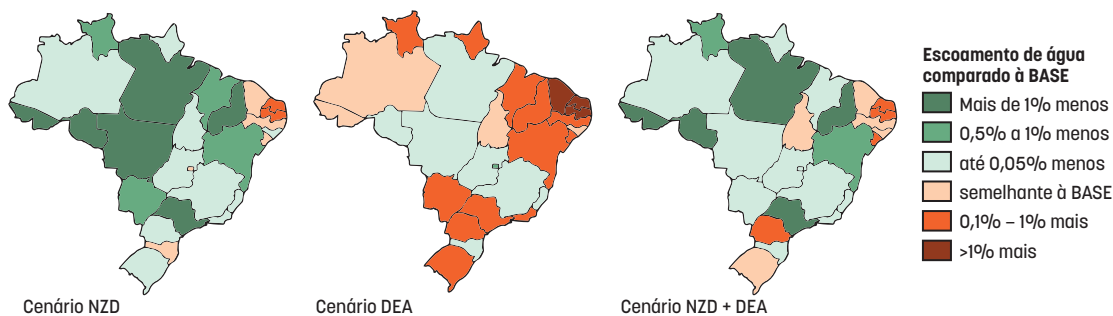 Escoamento de água
comparado à BASE
Mais de 1% menos
0,5% a 1% menos
até 0,05% menos
semelhante à BASE
0,1% – 1% mais
>1% mais
Cenário NZD
Cenário DEA
Cenário NZD + DEA